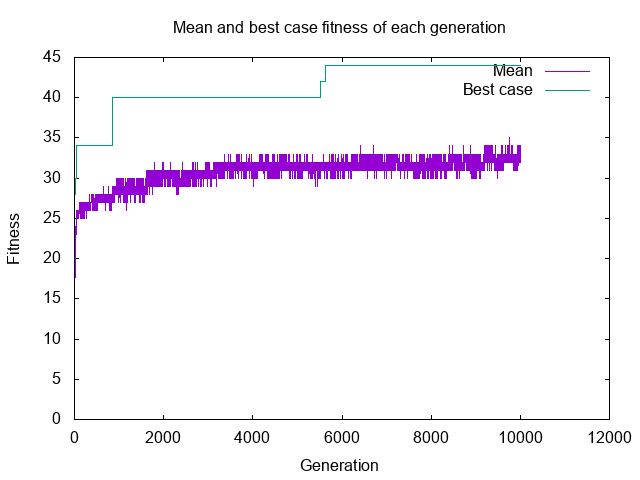 Mean and best case fitness of each generation
45
40
35
30
25
20
15
10
5
0
Fitness
Mean
Best case
0 2000 4000 6000 8000 10000 12000
Generation